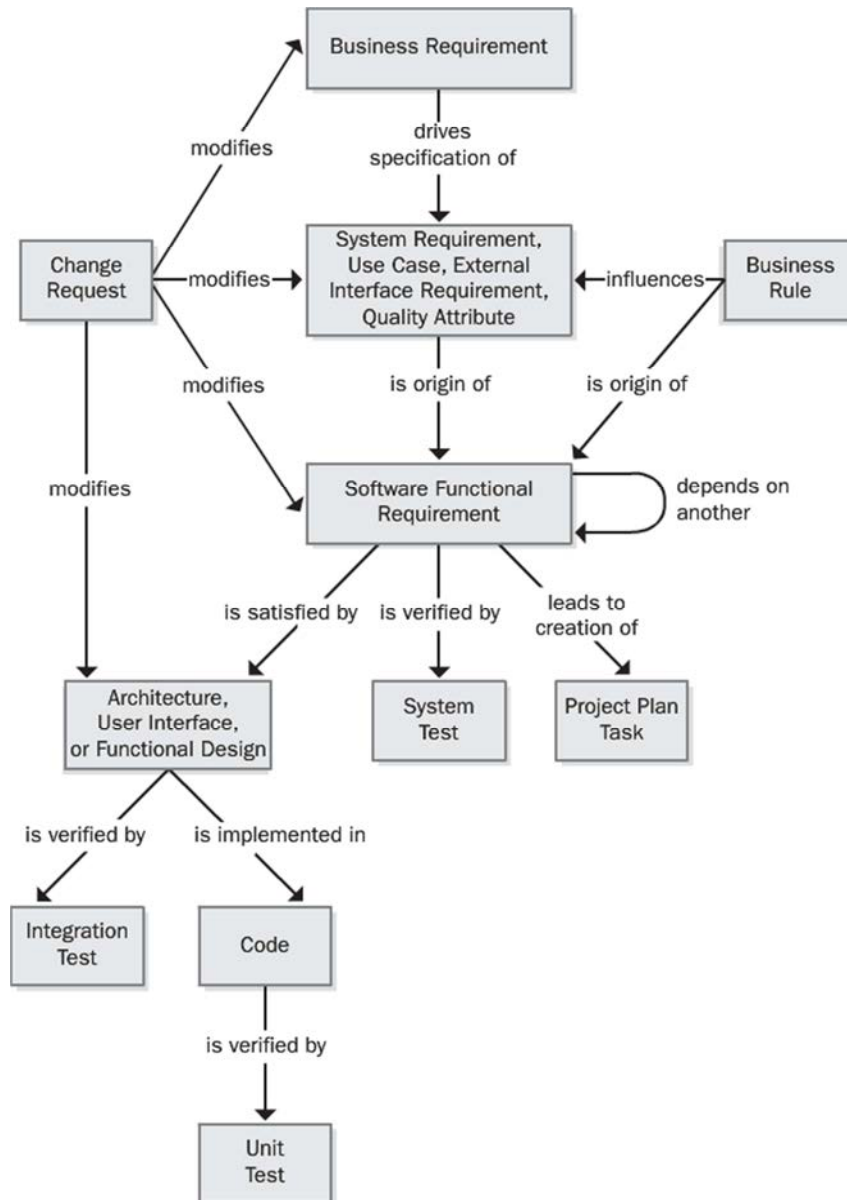 Business Requirement
drives
specification of
modifies
Change
Request
modifies
System Requirement,
Use Case, External
Interface Requirement,
Quality Attribute
influences
Business
Rule
modifies
is origin of
is origin of
modifies
Software Functional
Requirement
depends on
another
is satisfied by
is verified by
leads to
creation of
Architecture,
User Interface,
or Functional Design
System
Test
Project Plan
Task
is verified by
is implemented in
Integration
Test
Code
is verified by
Unit
Test